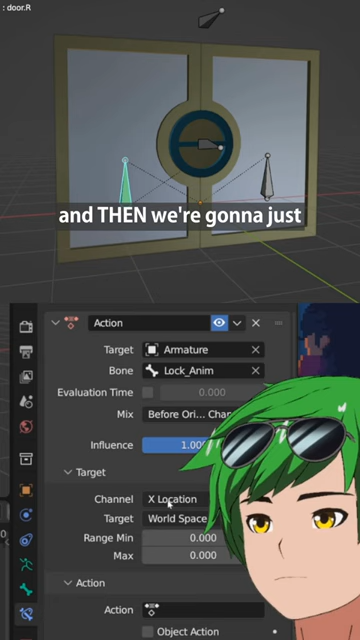 : door.R
and THEN we're gonna just
Action
Target
Armature
Bone
Lock_Anim
Evaluation Time
0.000
Mix
Before Ori... Char
Influence
1.00
Target
Channel
X Location
Target
World Space
Range Min
0.000
Max
0.000
Action
Action
Object Action